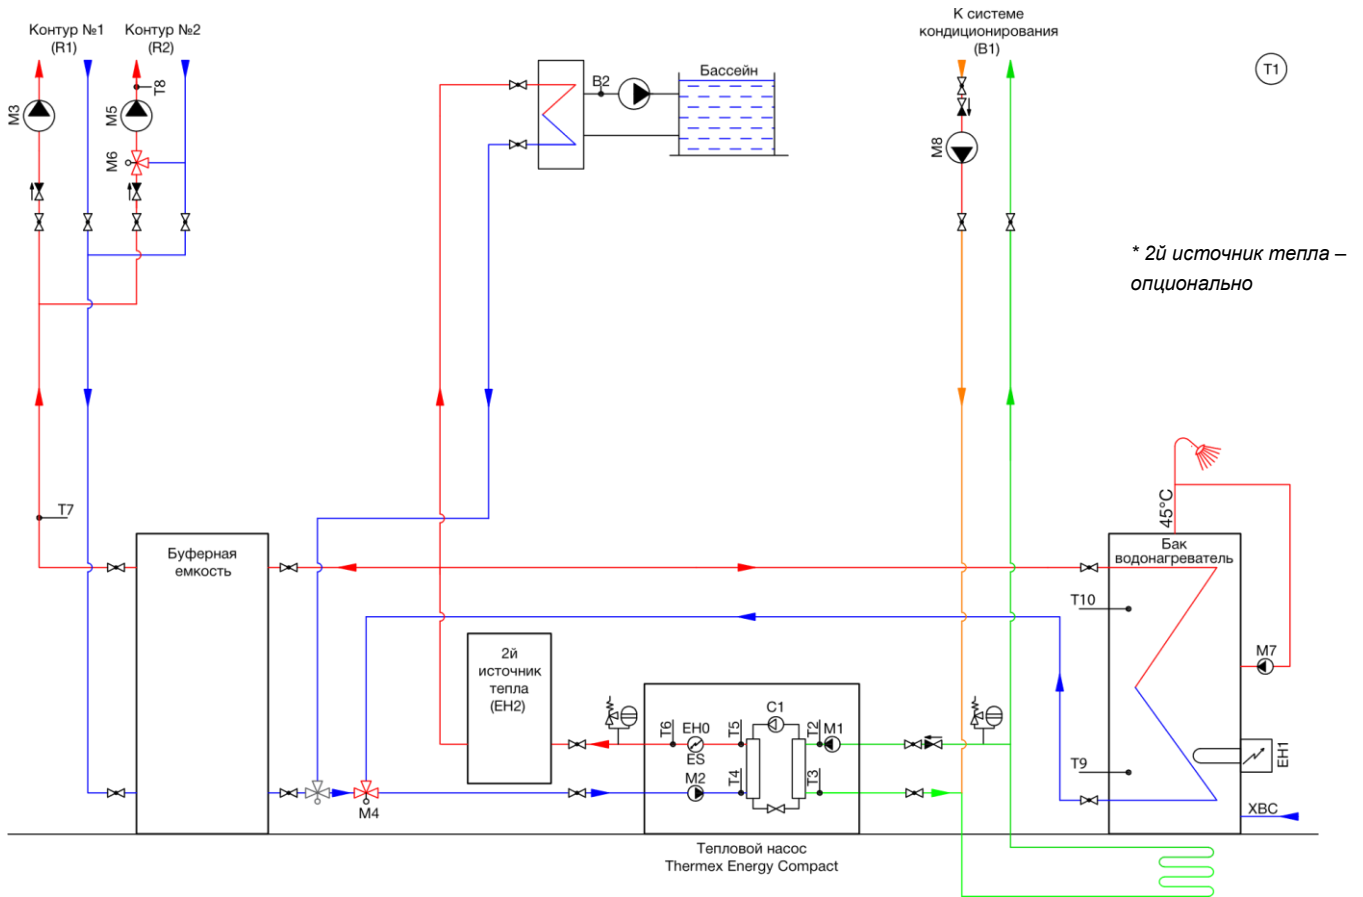 Контур №1
(R1)
Контур №2
(R2)
К системе
кондиционирования
(B1)
T1
Бассейн
B2
T8
M3
M5
M6
M8
* 2й источник тепла –
опционально
T7
45°C
Буферная
емкость
Бак
водонагреватель
T10
2й
источник
тепла
(EH2)
M7
C1
T6
EH0
T5
T2
M1
ES
M2
T4
T3
T9
EH1
M4
ХВС
Тепловой насос
Thermex Energy Compact